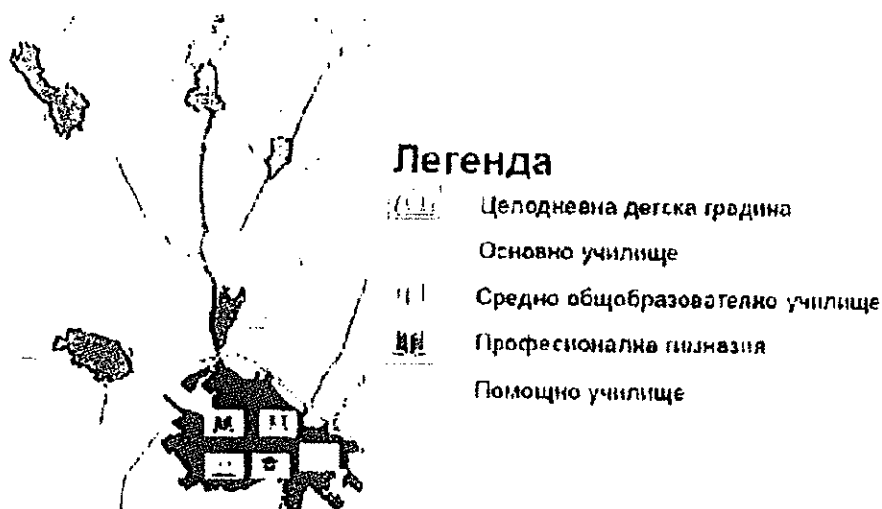 Легенда
Целодневна детска градина
Основно училище
Средно общобразователно училище
Професионална гимназия
Помощно училище